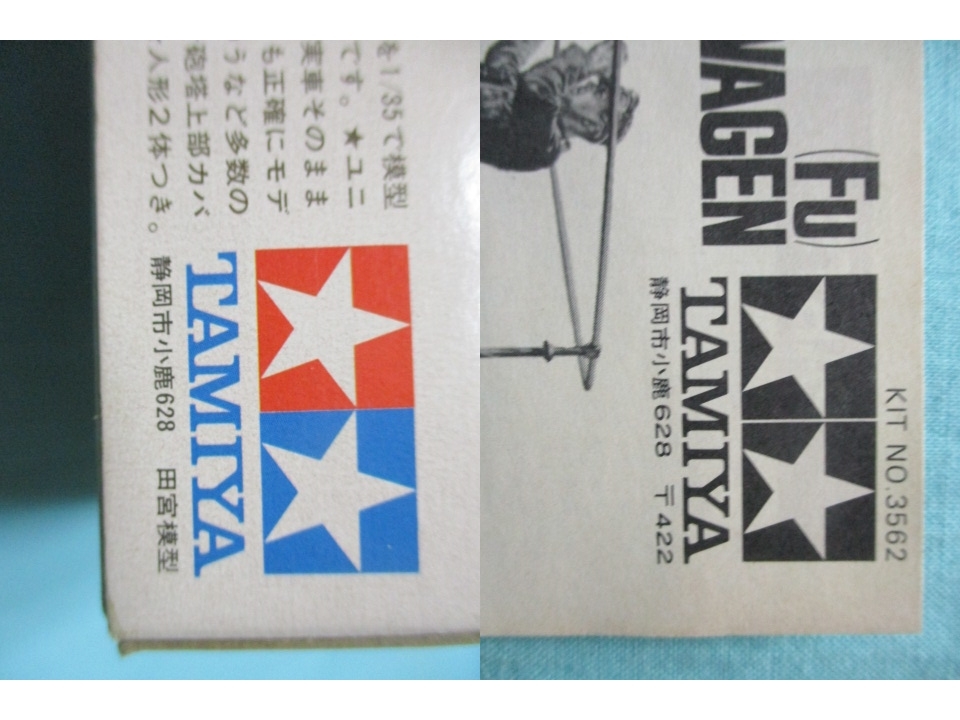 を1/35で模型
です。★ユニ
実車そのまま
も正確にモデ
うなど多数の
砲塔上部カバ
人形2体つき。
TAMIYA
静岡市小鹿628 田宮模型
(Fu)
WAGEN
KIT NO.3562
TAMIYA
静岡市小鹿628 〒422